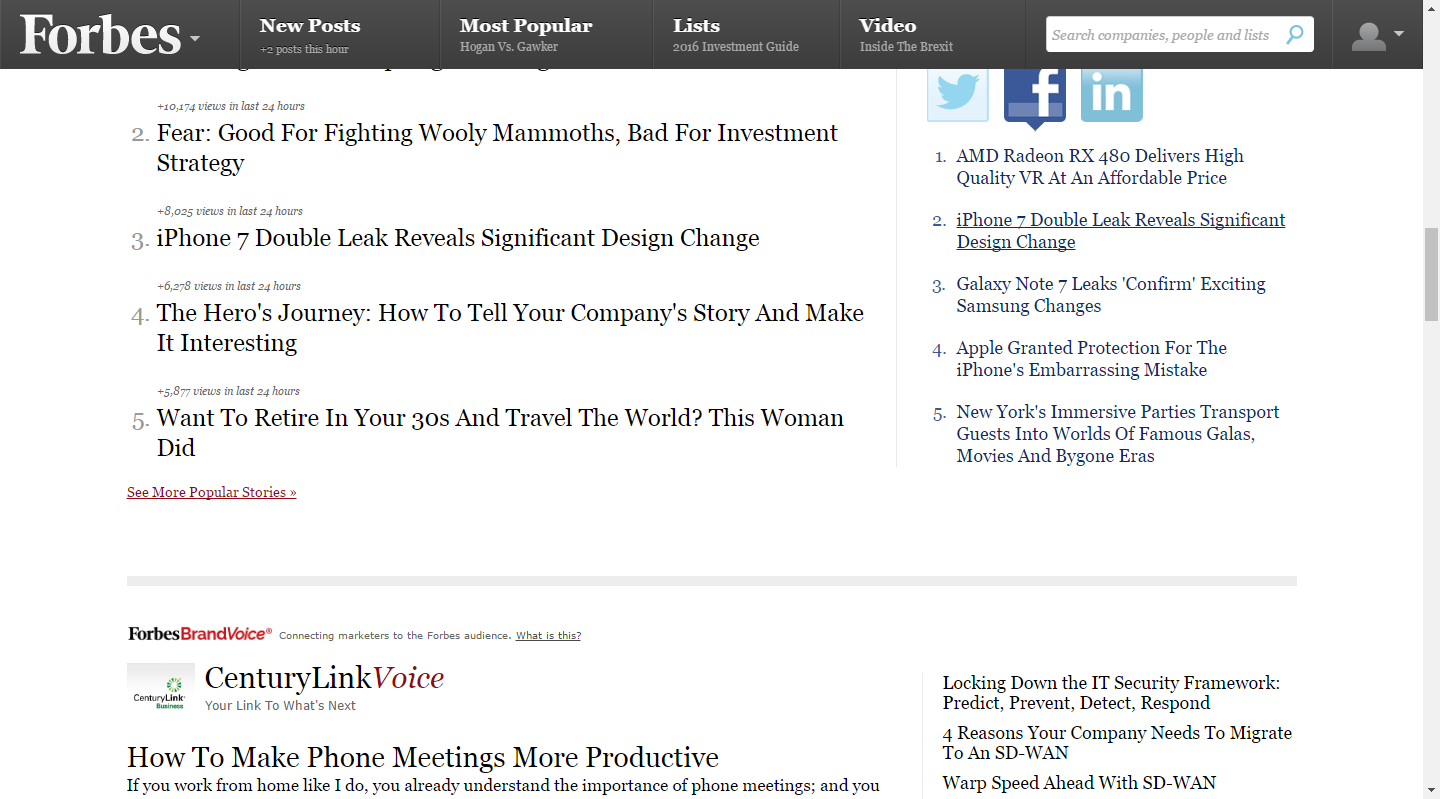 Forbes
New Posts
+2 posts this hour
Most Popular
Hogan Vs. Gawker
Lists
2016 Investment Guide
Video
Inside The Brexit
Search companies, people and lists
+10,174 views in last 24 hours
2. Fear: Good For Fighting Wooly Mammoths, Bad For Investment
Strategy
+8,025 views in last 24 hours
3. iPhone 7 Double Leak Reveals Significant Design Change
+6,278 views in last 24 hours
4. The Hero's Journey: How To Tell Your Company's Story And Make
It Interesting
+5,877 views in last 24 hours
5. Want To Retire In Your 30s And Travel The World? This Woman
Did
See More Popular Stories »
f
in
1. AMD Radeon RX 480 Delivers High
Quality VR At An Affordable Price
2. iPhone 7 Double Leak Reveals Significant
Design Change
3. Galaxy Note 7 Leaks 'Confirm' Exciting
Samsung Changes
4. Apple Granted Protection For The
iPhone's Embarrassing Mistake
5. New York's Immersive Parties Transport
Guests Into Worlds Of Famous Galas,
Movies And Bygone Eras
ForbesBrandVoice® Connecting marketers to the Forbes audience. What is this?
CenturyLink
Business
CenturyLinkVoice
Your Link To What's Next
How To Make Phone Meetings More Productive
If you work from home like I do, you already understand the importance of phone meetings; and you
Locking Down the IT Security Framework:
Predict, Prevent, Detect, Respond
4 Reasons Your Company Needs To Migrate
To An SD-WAN
Warp Speed Ahead With SD-WAN